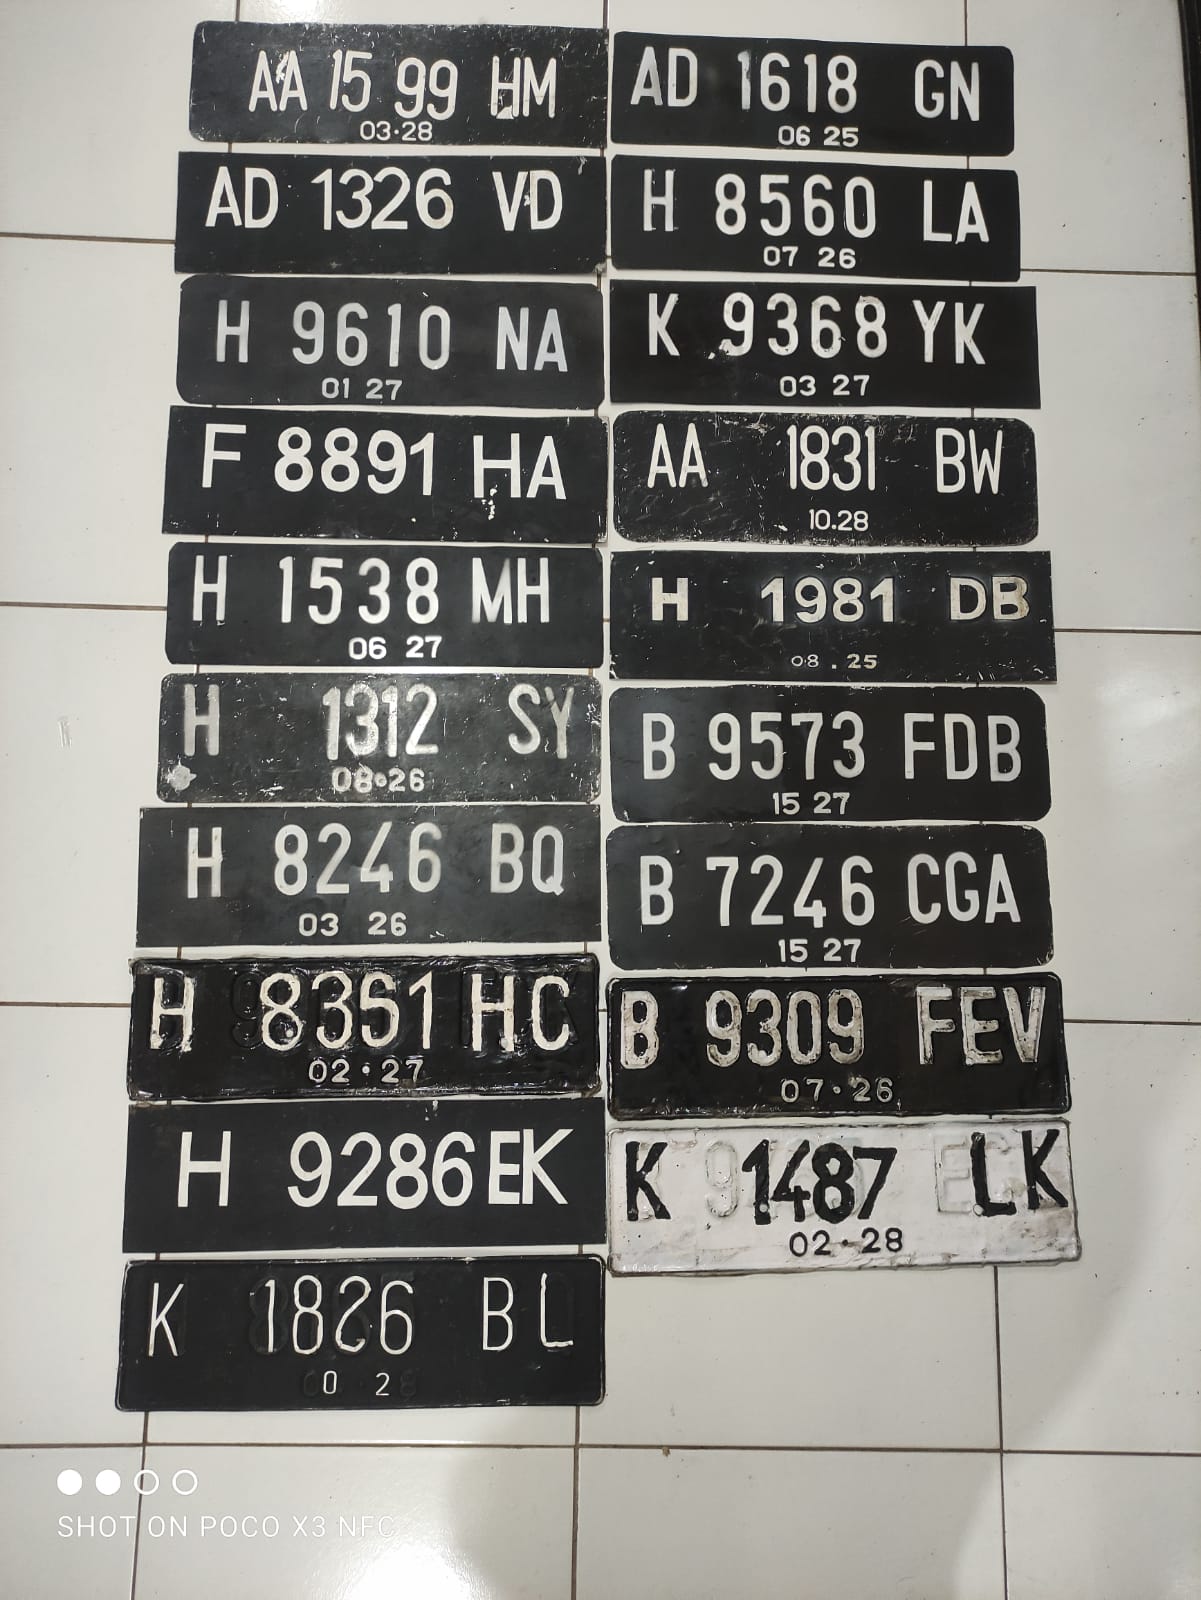 AA 15 99 HM
03·28
AD 1326 VD
H 9610 NA
01 27
F 8891 HA
H 1538 MH
06 27
H 1312 SY
08·26
H 8246 BQ
03 26
H 8351 HC
02·27
H 9286 EK
K 1826 BL
0 2
AD 1618 GN
06 25
H 8560 LA
07 26
K 9368 YK
03 27
AA 1831 BW
10.28
H 1981 DB
08.25
B 9573 FDB
15 27
B 7246 CGA
15 27
B 9309 FEV
07·26
K 1487 LK
02·28
SHOT ON POCO X3 NFC